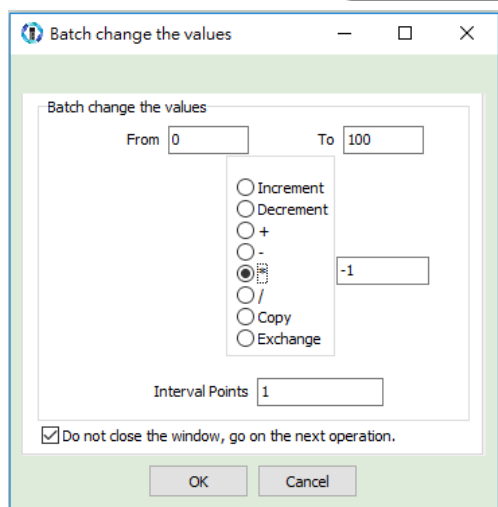 Batch change the values
Batch change the values
From 0 To 100
Increment
Decrement
+
-
* -1
/
Copy
Exchange
Interval Points 1
Do not close the window, go on the next operation.
OK Cancel